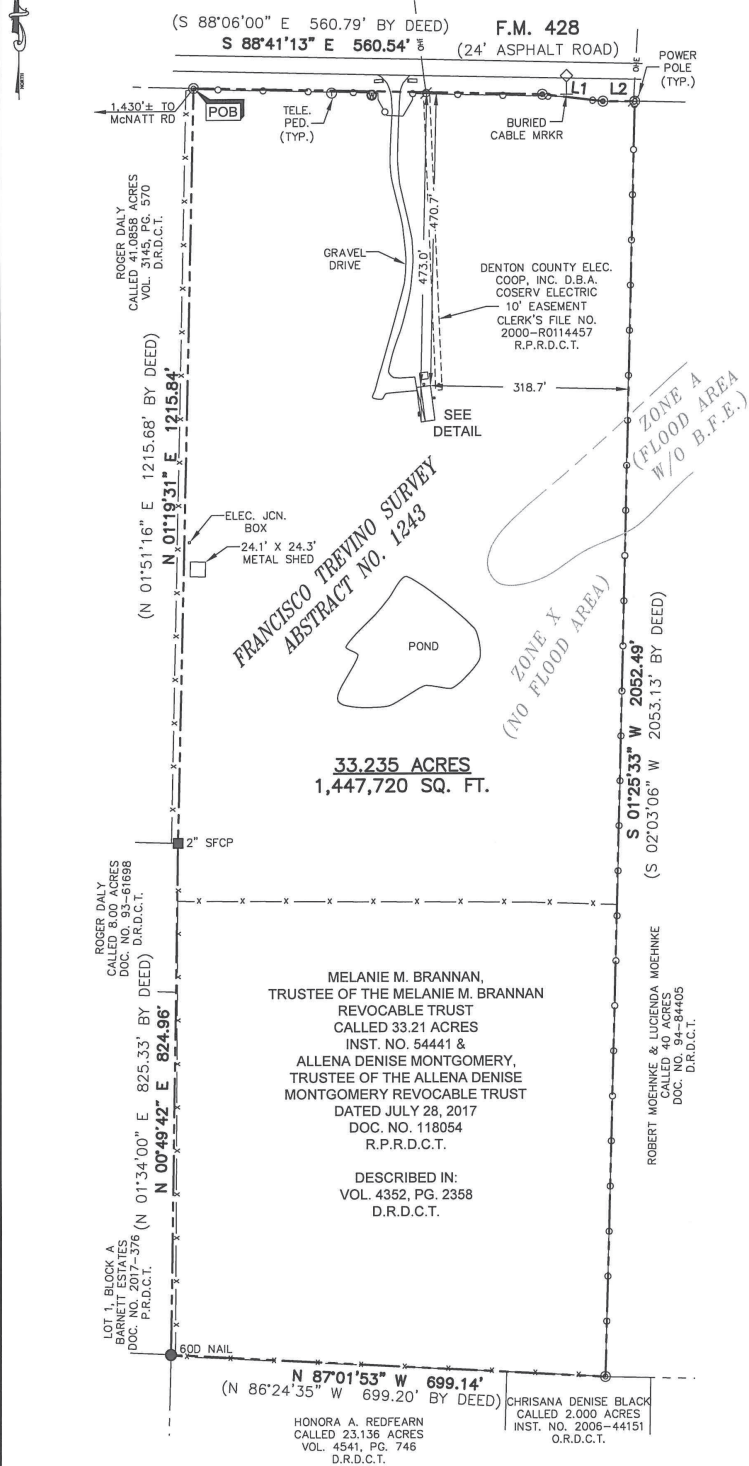 NORTH
(S 88°06'00" E 560.79' BY DEED)
S 88°41'13" E 560.54'
F.M. 428
(24' ASPHALT ROAD)
OHE
OHE
POWER
POLE
(TYP.)
1,430'± TO
McNATT RD
POB
TELE.
PED.
(TYP.)
W
L1
L2
BURIED
CABLE MRKR
ROGER DALY
CALLED 41.0858 ACRES
VOL. 3145, PG. 570
D.R.D.C.T.
GRAVEL
DRIVE
473.0'
470.7'
DENTON COUNTY ELEC.
COOP, INC. D.B.A.
COSERV ELECTRIC
10' EASEMENT
CLERK'S FILE NO.
2000-R0114457
R.P.R.D.C.T.
318.7'
SEE
DETAIL
ZONE A
(FLOOD AREA
W/O B.F.E.)
(N 01°51'16" E 1215.68' BY DEED)
N 01°19'31" E 1215.84'
ELEC. JCN.
BOX
24.1' X 24.3'
METAL SHED
FRANCISCO TREVINO SURVEY
ABSTRACT NO. 1243
POND
ZONE X
(NO FLOOD AREA)
S 01°25'33" W 2052.49'
(S 02°03'06" W 2053.13' BY DEED)
33.235 ACRES
1,447,720 SQ. FT.
2" SFCP
ROGER DALY
CALLED 8.00 ACRES
DOC. NO. 93-61698
D.R.D.C.T.
(N 01°34'00" E 825.33' BY DEED)
N 00°49'42" E 824.96'
MELANIE M. BRANNAN,
TRUSTEE OF THE MELANIE M. BRANNAN
REVOCABLE TRUST
CALLED 33.21 ACRES
INST. NO. 54441 &
ALLENA DENISE MONTGOMERY,
TRUSTEE OF THE ALLENA DENISE
MONTGOMERY REVOCABLE TRUST
DATED JULY 28, 2017
DOC. NO. 118054
R.P.R.D.C.T.
DESCRIBED IN:
VOL. 4352, PG. 2358
D.R.D.C.T.
ROBERT MOEHNKE & LUCIENDA MOEHNKE
CALLED 40 ACRES
DOC. NO. 94-84405
D.R.D.C.T.
LOT 1, BLOCK A
BARNETT ESTATES
DOC. NO. 2017-376
P.R.D.C.T.
60D NAIL
N 87°01'53" W 699.14'
(N 86°24'35" W 699.20' BY DEED)
HONORA A. REDFEARN
CALLED 23.136 ACRES
VOL. 4541, PG. 746
D.R.D.C.T.
CHRISANA DENISE BLACK
CALLED 2.000 ACRES
INST. NO. 2006-44151
O.R.D.C.T.